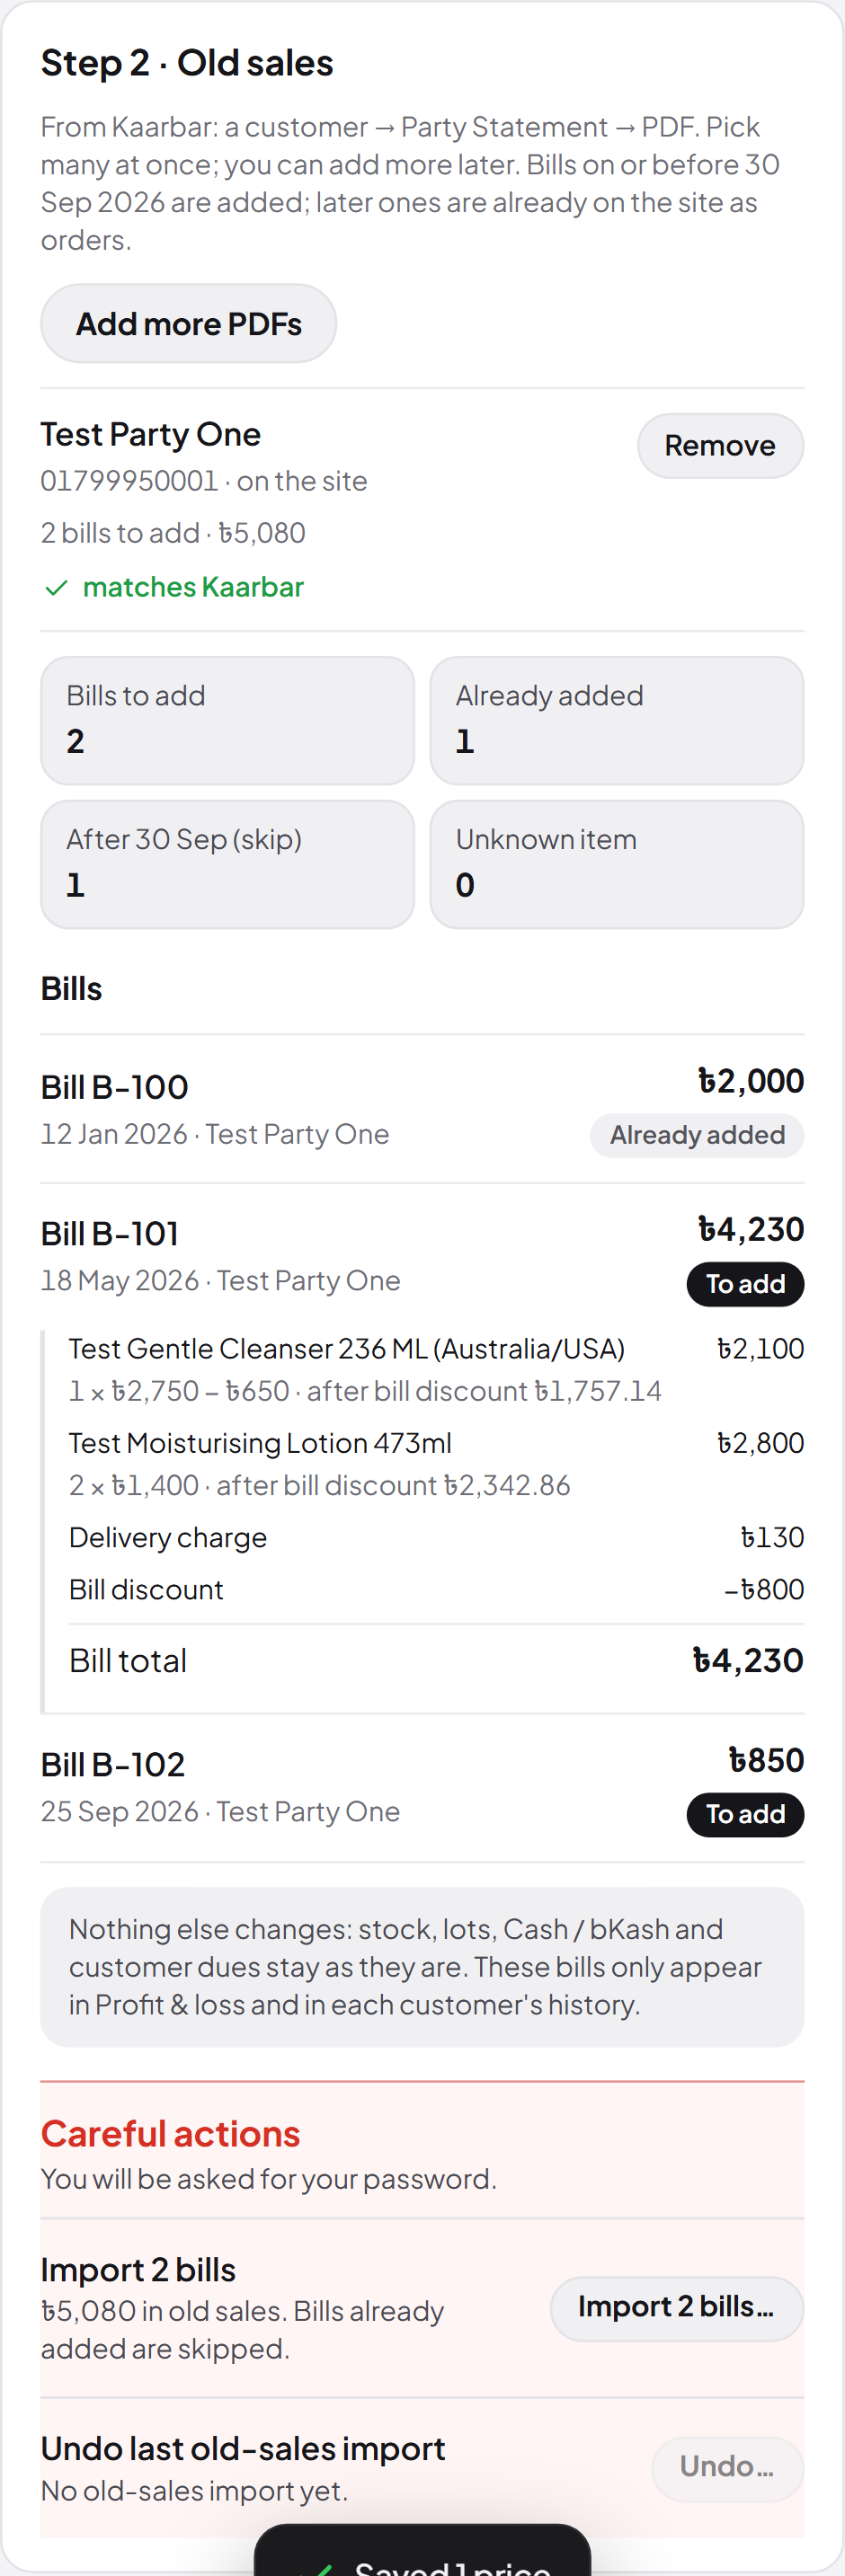 Step 2 · Old sales
From Kaarbar: a customer → Party Statement → PDF. Pick
many at once; you can add more later. Bills on or before 30
Sep 2026 are added; later ones are already on the site as
orders.
Add more PDFs
Test Party One
Remove
01799950001 · on the site
2 bills to add · ৳5,080
✓ matches Kaarbar
Bills to add
2
Already added
1
After 30 Sep (skip)
1
Unknown item
0
Bills
Bill B-100
৳2,000
12 Jan 2026 · Test Party One
Already added
Bill B-101
৳4,230
18 May 2026 · Test Party One
To add
Test Gentle Cleanser 236 ML (Australia/USA) ৳2,100
1 × ৳2,750 − ৳650 · after bill discount ৳1,757.14
Test Moisturising Lotion 473ml ৳2,800
2 × ৳1,400 · after bill discount ৳2,342.86
Delivery charge ৳130
Bill discount −৳800
Bill total ৳4,230
Bill B-102
৳850
25 Sep 2026 · Test Party One
To add
Nothing else changes: stock, lots, Cash / bKash and
customer dues stay as they are. These bills only appear
in Profit & loss and in each customer's history.
Careful actions
You will be asked for your password.
Import 2 bills
৳5,080 in old sales. Bills already
added are skipped.
Import 2 bills…
Undo last old-sales import
No old-sales import yet.
Undo…
✓ Saved 1 price